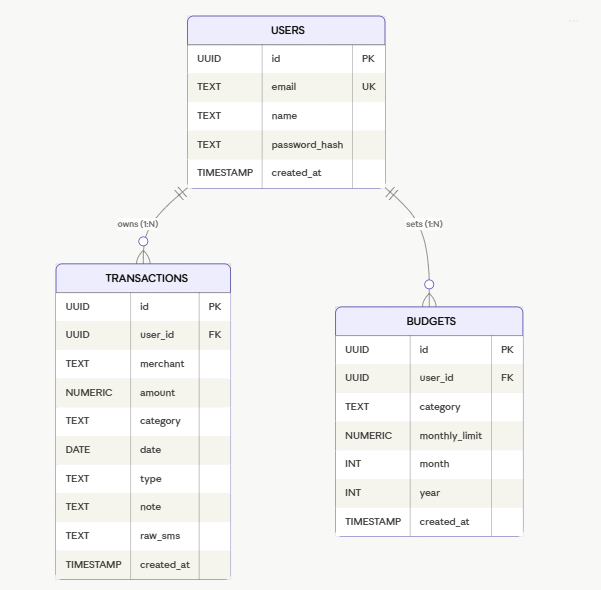 USERS
UUID id PK
TEXT email UK
TEXT name
TEXT password_hash
TIMESTAMP created_at
owns (1:N)
sets (1:N)
TRANSACTIONS
UUID id PK
UUID user_id FK
TEXT merchant
NUMERIC amount
TEXT category
DATE date
TEXT type
TEXT note
TEXT raw_sms
TIMESTAMP created_at
BUDGETS
UUID id PK
UUID user_id FK
TEXT category
NUMERIC monthly_limit
INT month
INT year
TIMESTAMP created_at